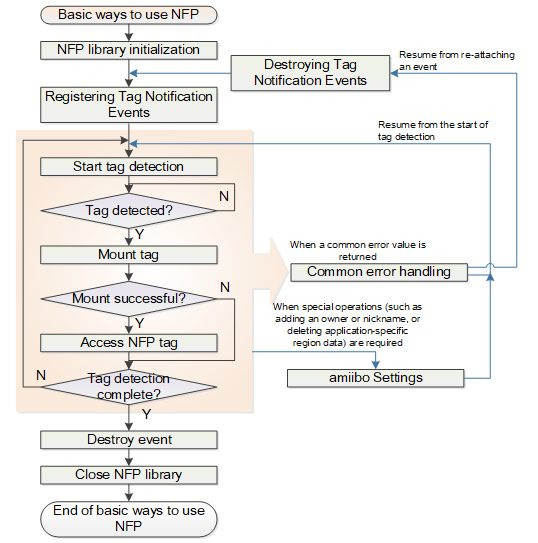 Basic ways to use NFP
NFP library initialization
Destroying Tag
Notification Events
Resume from re-attaching
an event
Registering Tag Notification
Events
Resume from the start of
tag detection
Start tag detection
N
Tag detected?
Y
Mount tag
When a common error value is
returned
Common error handling
N
Mount successful?
Y
When special operations (such as
adding an owner or nickname, or
deleting application-specific
region data) are required
Access NFP tag
N
Tag detection
complete?
amiibo Settings
Y
Destroy event
Close NFP library
End of basic ways to use
NFP